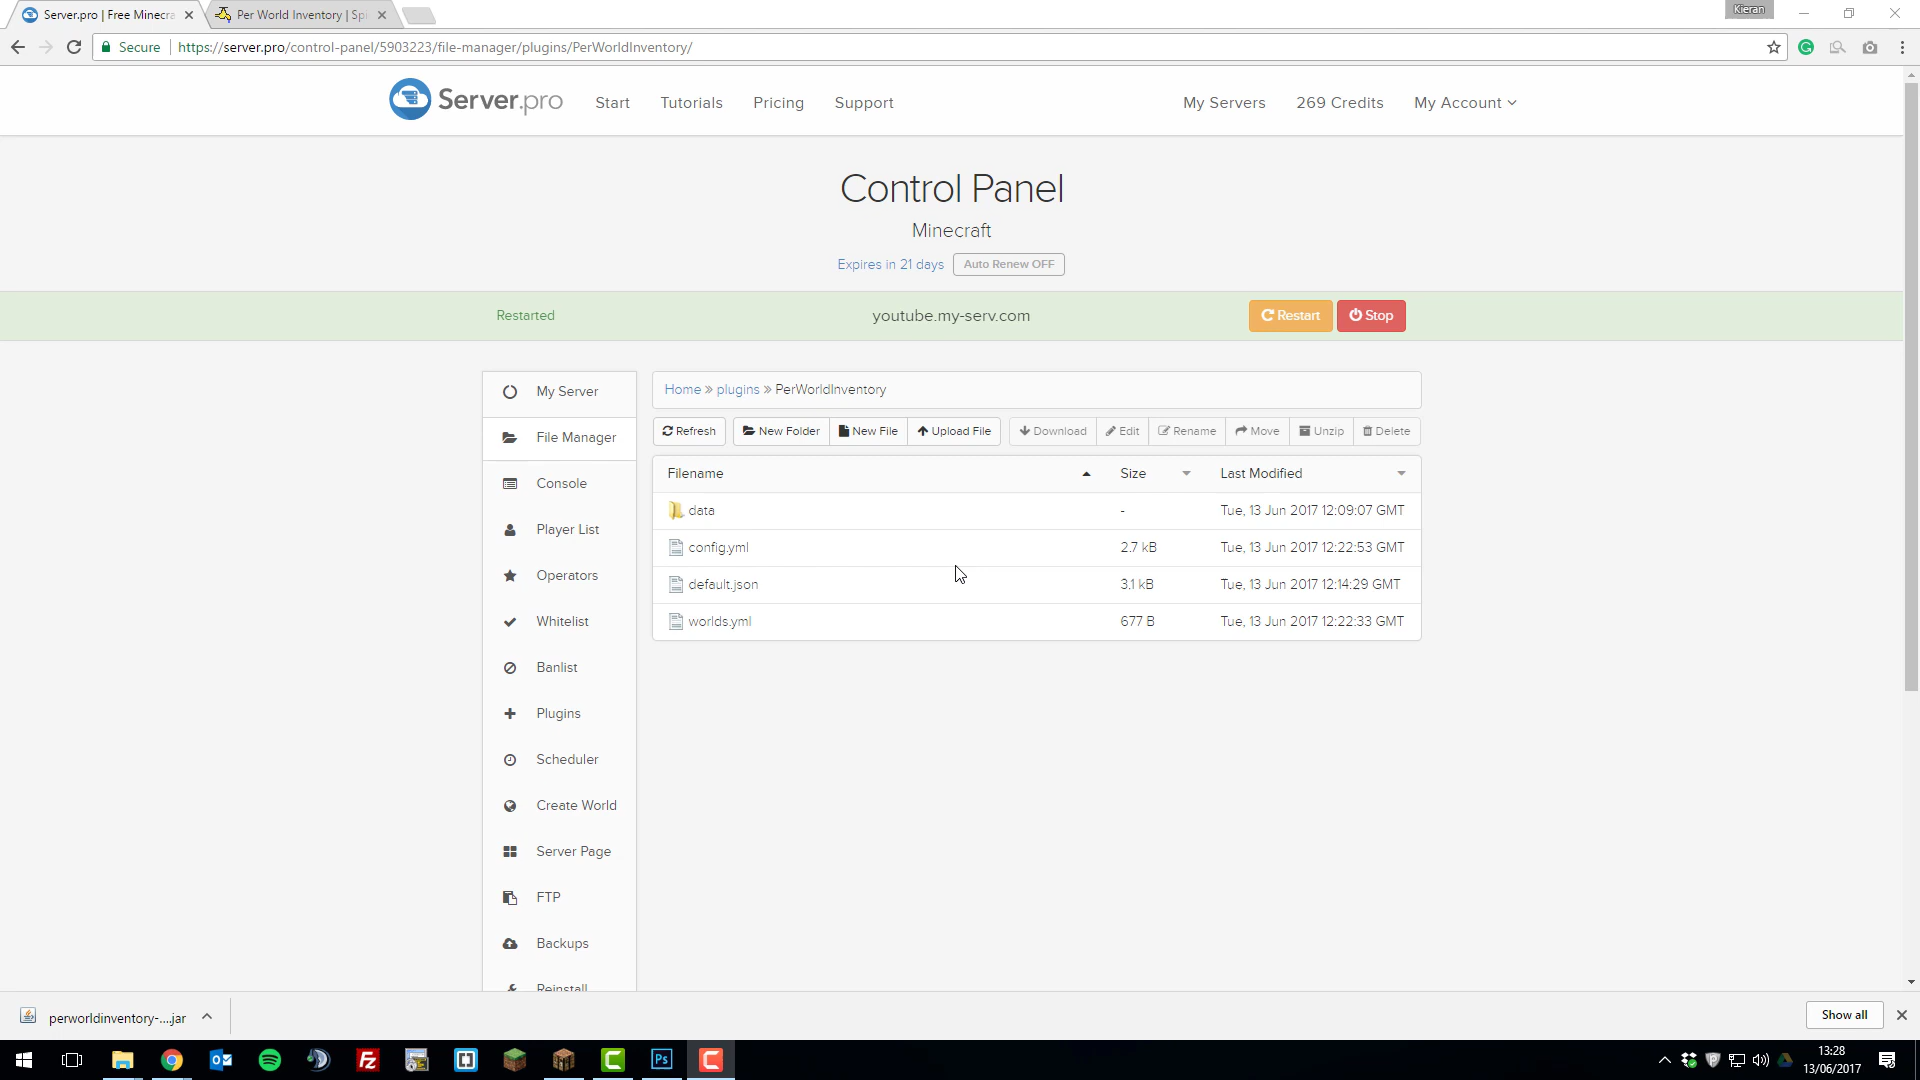 Server.pro | Free Minecra
Per World Inventory | Spi
Kieran
Secure
https://server.pro/control-panel/5903223/file-manager/plugins/PerWorldInventory/
Server.pro
Start
Tutorials
Pricing
Support
My Servers
269 Credits
My Account
Control Panel
Minecraft
Expires in 21 days
Auto Renew OFF
Restarted
youtube.my-serv.com
Restart
Stop
My Server
File Manager
Console
Player List
Operators
Whitelist
Banlist
Plugins
Scheduler
Create World
Server Page
FTP
Backups
Reinstall
Home » plugins » PerWorldInventory
Refresh
New Folder
New File
Upload File
Download
Edit
Rename
Move
Unzip
Delete
Filename Size Last Modified
data - Tue, 13 Jun 2017 12:09:07 GMT
config.yml 2.7 kB Tue, 13 Jun 2017 12:22:53 GMT
default.json 3.1 kB Tue, 13 Jun 2017 12:14:29 GMT
worlds.yml 677 B Tue, 13 Jun 2017 12:22:33 GMT
perworldinventory-....jar
Show all
Fz
Ps
13:28
13/06/2017